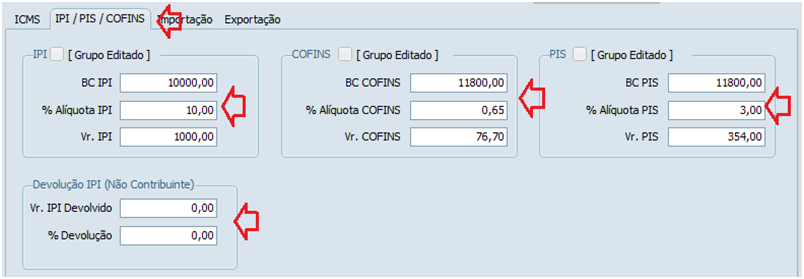 ICMS IPI / PIS / COFINS Importação Exportação
IPI [ Grupo Editado ] COFINS [ Grupo Editado ] PIS [ Grupo Editado ]
BC IPI 10000,00 BC COFINS 11800,00 BC PIS 11800,00
% Alíquota IPI 10,00 % Alíquota COFINS 0,65 % Alíquota PIS 3,00
Vr. IPI 1000,00 Vr. COFINS 76,70 Vr. PIS 354,00
Devolução IPI (Não Contribuinte)
Vr. IPI Devolvido 0,00
% Devolução 0,00